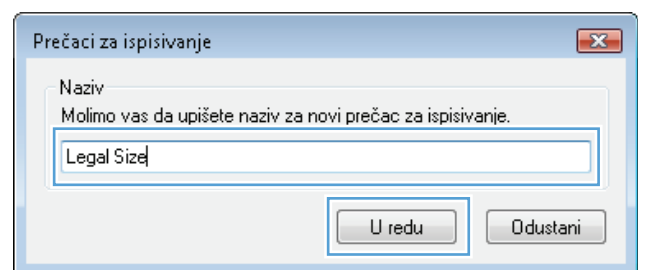 Prečaci za ispisivanje
Naziv
Molimo vas da upišete naziv za novi prečac za ispisivanje.
Legal Size
U redu
Odustani